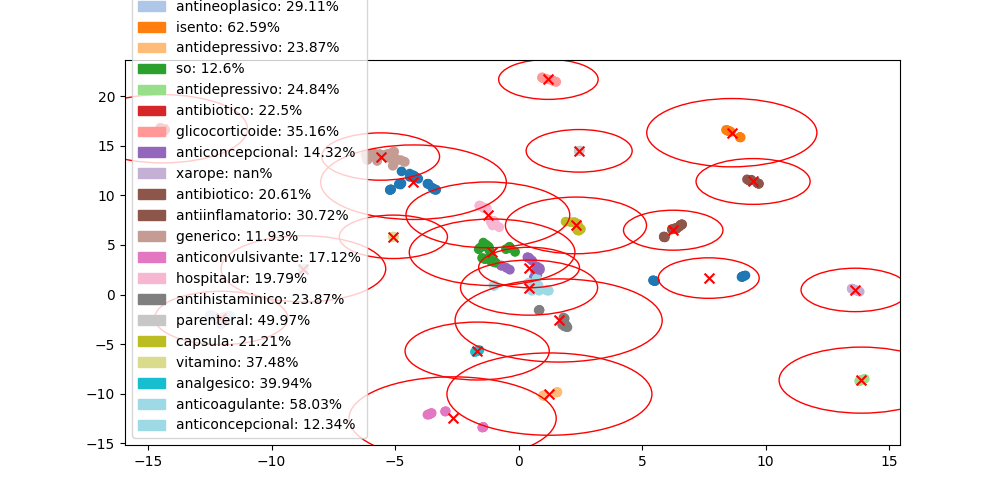 antineoplasico: 29.11%
isento: 62.59%
antidepressivo: 23.87%
so: 12.6%
antidepressivo: 24.84%
antibiotico: 22.5%
glicocorticoide: 35.16%
anticoncepcional: 14.32%
xarope: nan%
antibiotico: 20.61%
antiinflamatorio: 30.72%
generico: 11.93%
anticonvulsivante: 17.12%
hospitalar: 19.79%
antihistaminico: 23.87%
parenteral: 49.97%
capsula: 21.21%
vitamino: 37.48%
analgesico: 39.94%
anticoagulante: 58.03%
anticoncepcional: 12.34%
20
15
10
5
0
−5
−10
−15
−15 −10 −5 0 5 10 15